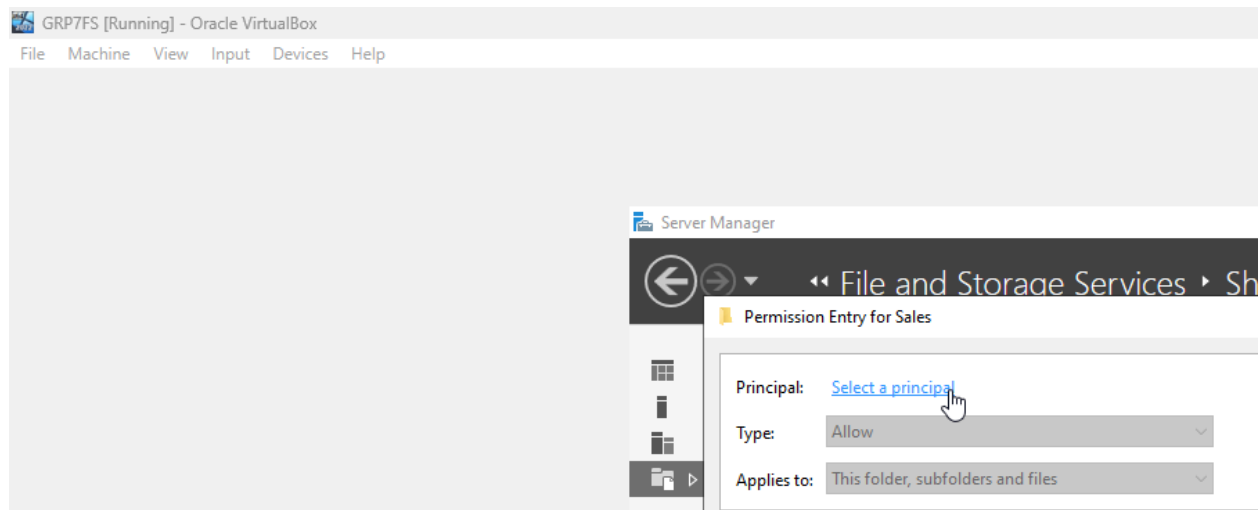 GRP7FS [Running] - Oracle VirtualBox
File Machine View Input Devices Help
Server Manager
File and Storage Services ‣ Sh
Permission Entry for Sales
Principal: Select a principal
Type: Allow
Applies to: This folder, subfolders and files